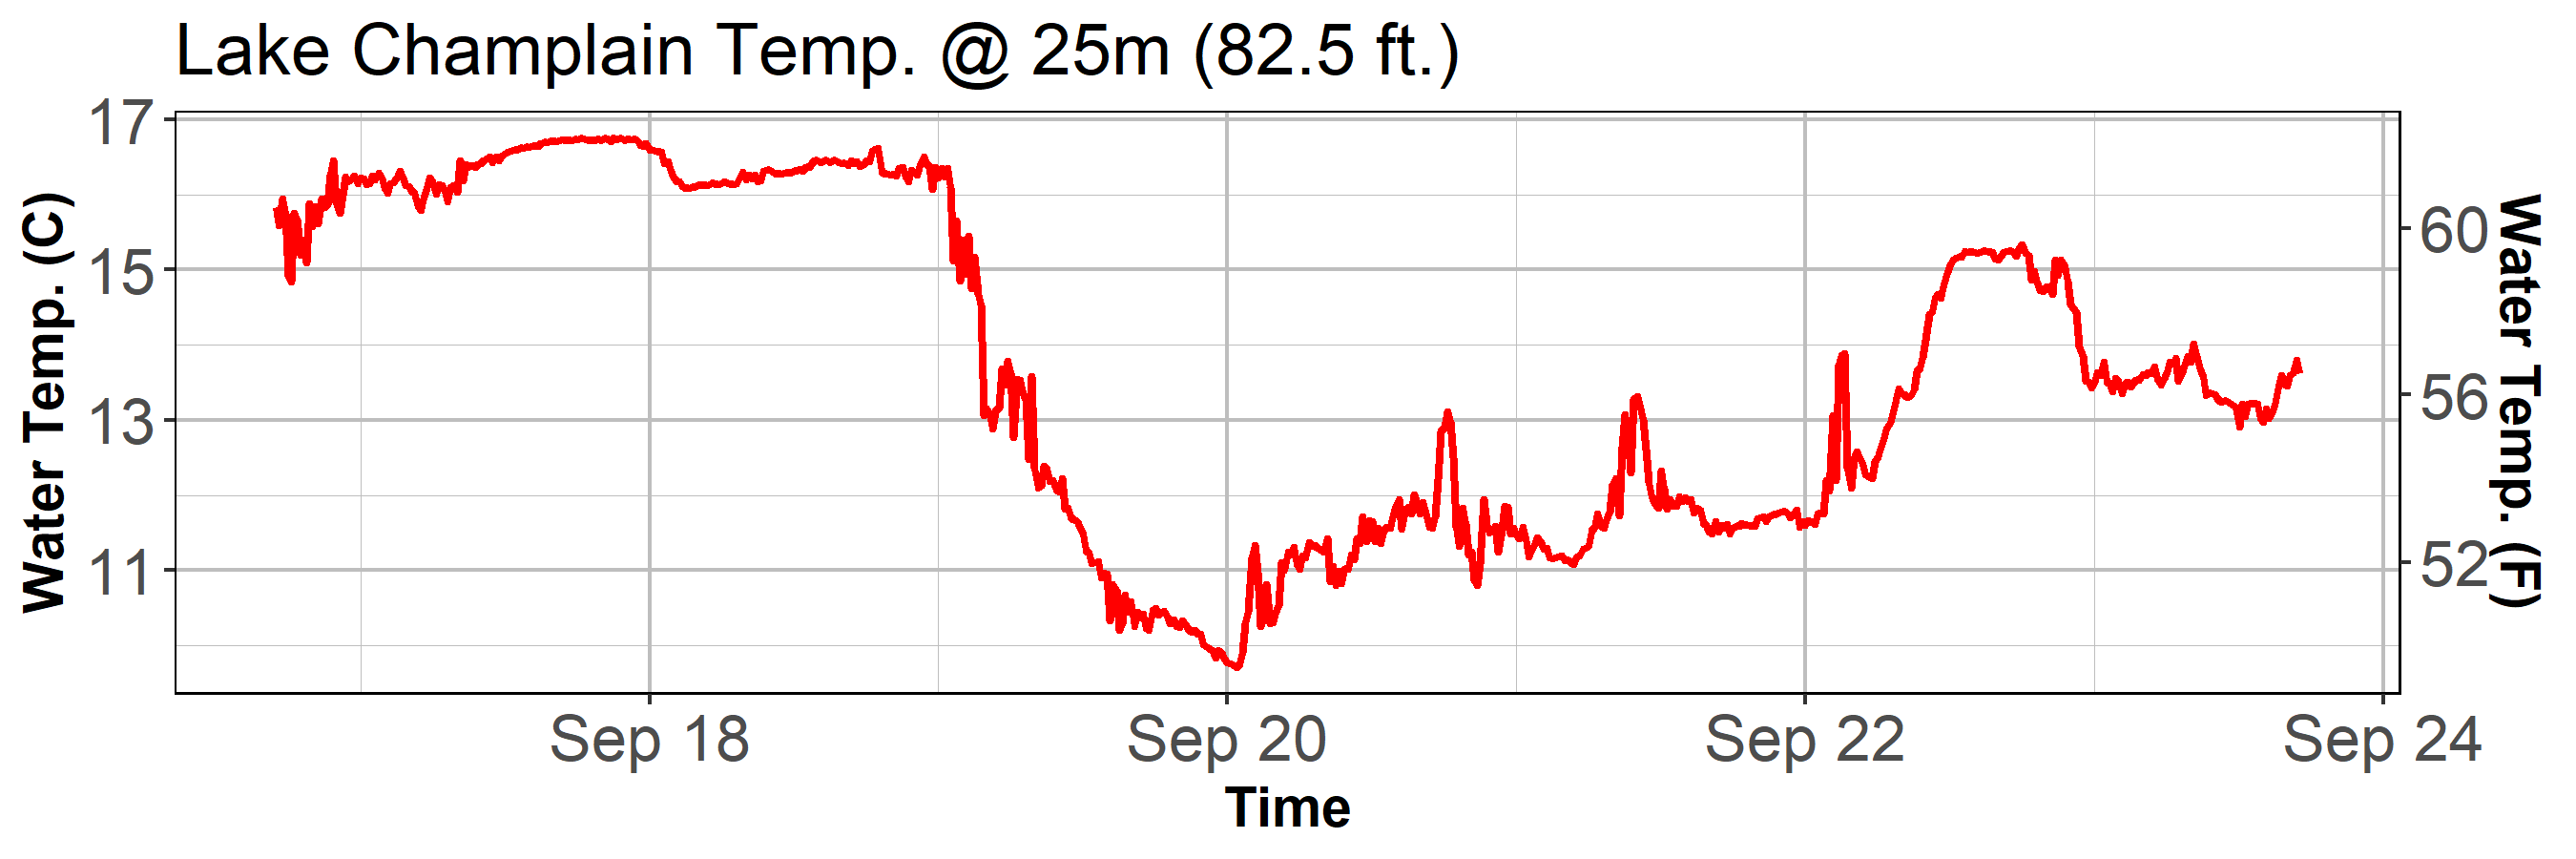 Lake Champlain Temp. @ 25m (82.5 ft.)
Water Temp. (C)
17
15
13
11
60
56
52
Water Temp. (F)
Sep 18
Sep 20
Sep 22
Sep 24
Time